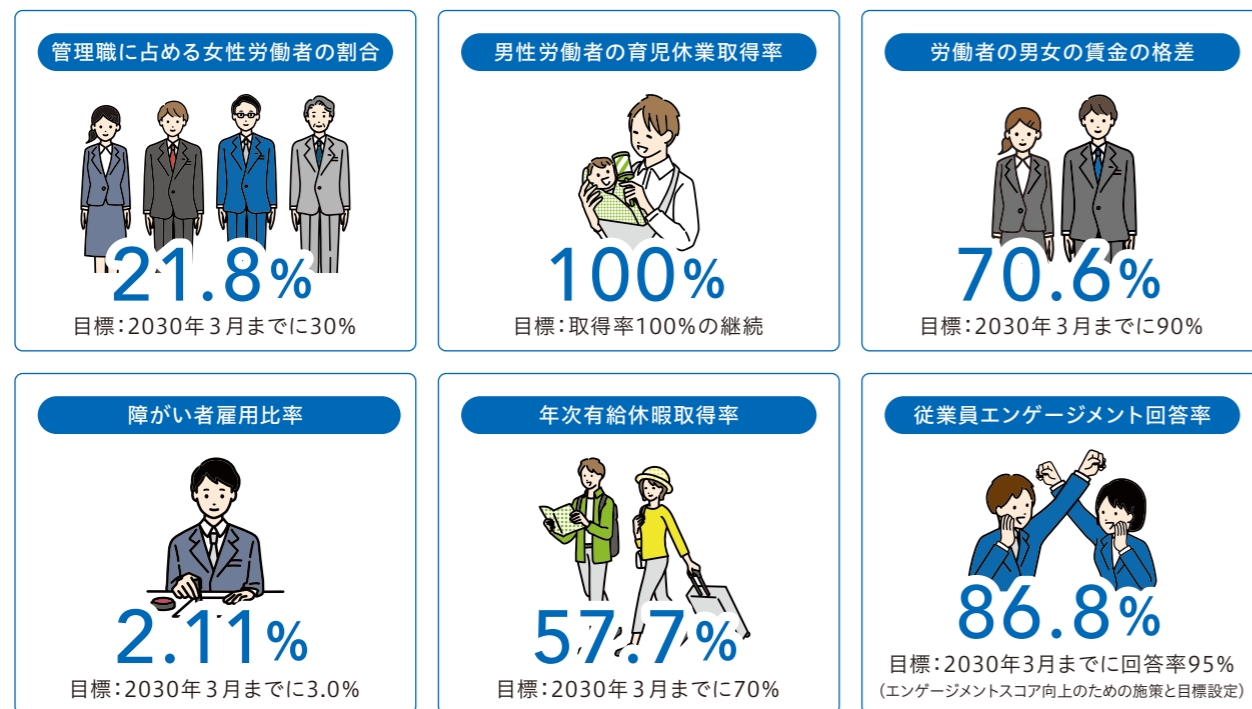 管理職に占める女性労働者の割合
21.8%
目標：2030年3月までに30%
男性労働者の育児休業取得率
100%
目標：取得率100%の継続
労働者の男女の賃金の格差
70.6%
目標：2030年3月までに90%
障がい者雇用比率
2.11%
目標：2030年3月までに3.0%
年次有給休暇取得率
57.7%
目標：2030年3月までに70%
従業員エンゲージメント回答率
86.8%
目標：2030年3月までに回答率95%
(エンゲージメントスコア向上のための施策と目標設定)